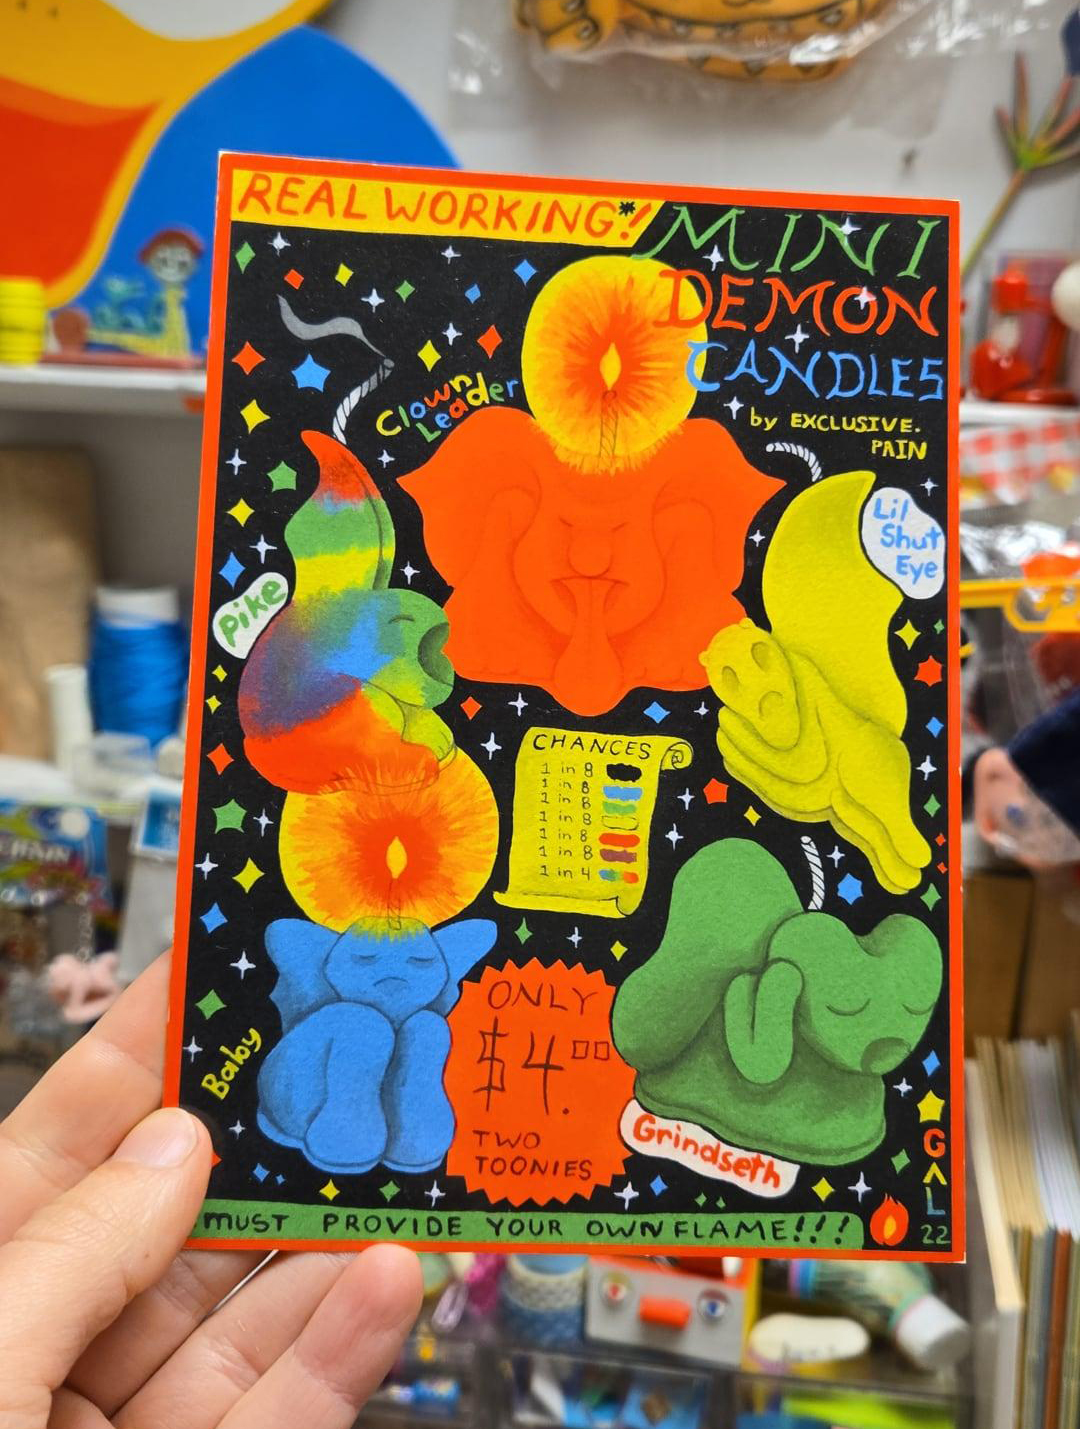 REAL WORKING*!
MINI
DEMON
CANDLES
by EXCLUSIVE.
PAIN
Clown
Leader
Lil
Shut
Eye
Pike
CHANCES
1 in 8
1 in 8
1 in 8
1 in 8
1 in 8
1 in 8
1 in 4
Baby
ONLY
$4.00
TWO
TOONIES
Grindseth
GAL
22
*MUST PROVIDE YOUR OWN FLAME!!!
CHAIN